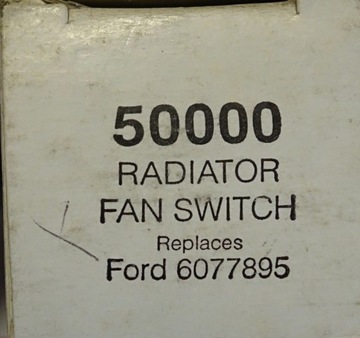 50000
RADIATOR
FAN SWITCH
Replaces
Ford 6077895